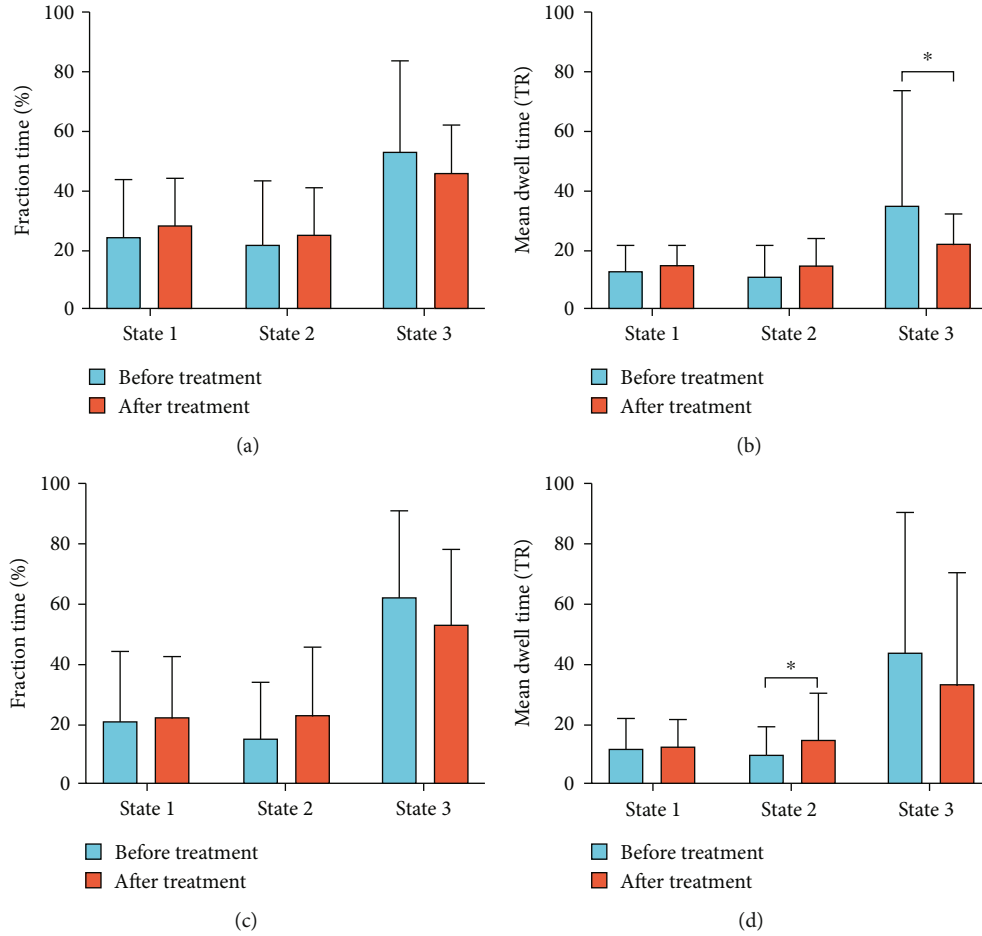 Fraction time (%)
100
80
60
40
20
0
State 1 State 2 State 3
Before treatment
After treatment
(a)
Mean dwell time (TR)
100
80
60
40
20
0
*
State 1 State 2 State 3
Before treatment
After treatment
(b)
Fraction time (%)
100
80
60
40
20
0
State 1 State 2 State 3
Before treatment
After treatment
(c)
Mean dwell time (TR)
100
80
60
40
20
0
*
State 1 State 2 State 3
Before treatment
After treatment
(d)